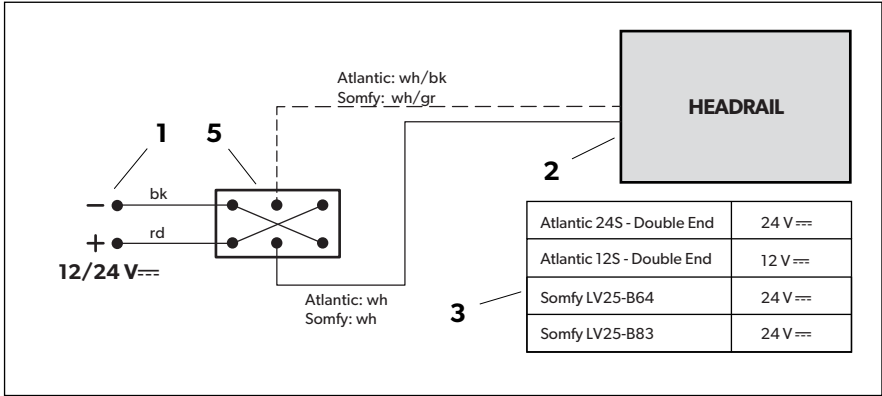 Atlantic: wh/bk
Somfy: wh/gr
HEADRAIL
1
5
2
bk
rd
12/24 V⎓
Atlantic: wh
Somfy: wh
3
Atlantic 24S - Double End 24 V⎓
Atlantic 12S - Double End 12 V⎓
Somfy LV25-B64 24 V⎓
Somfy LV25-B83 24 V⎓